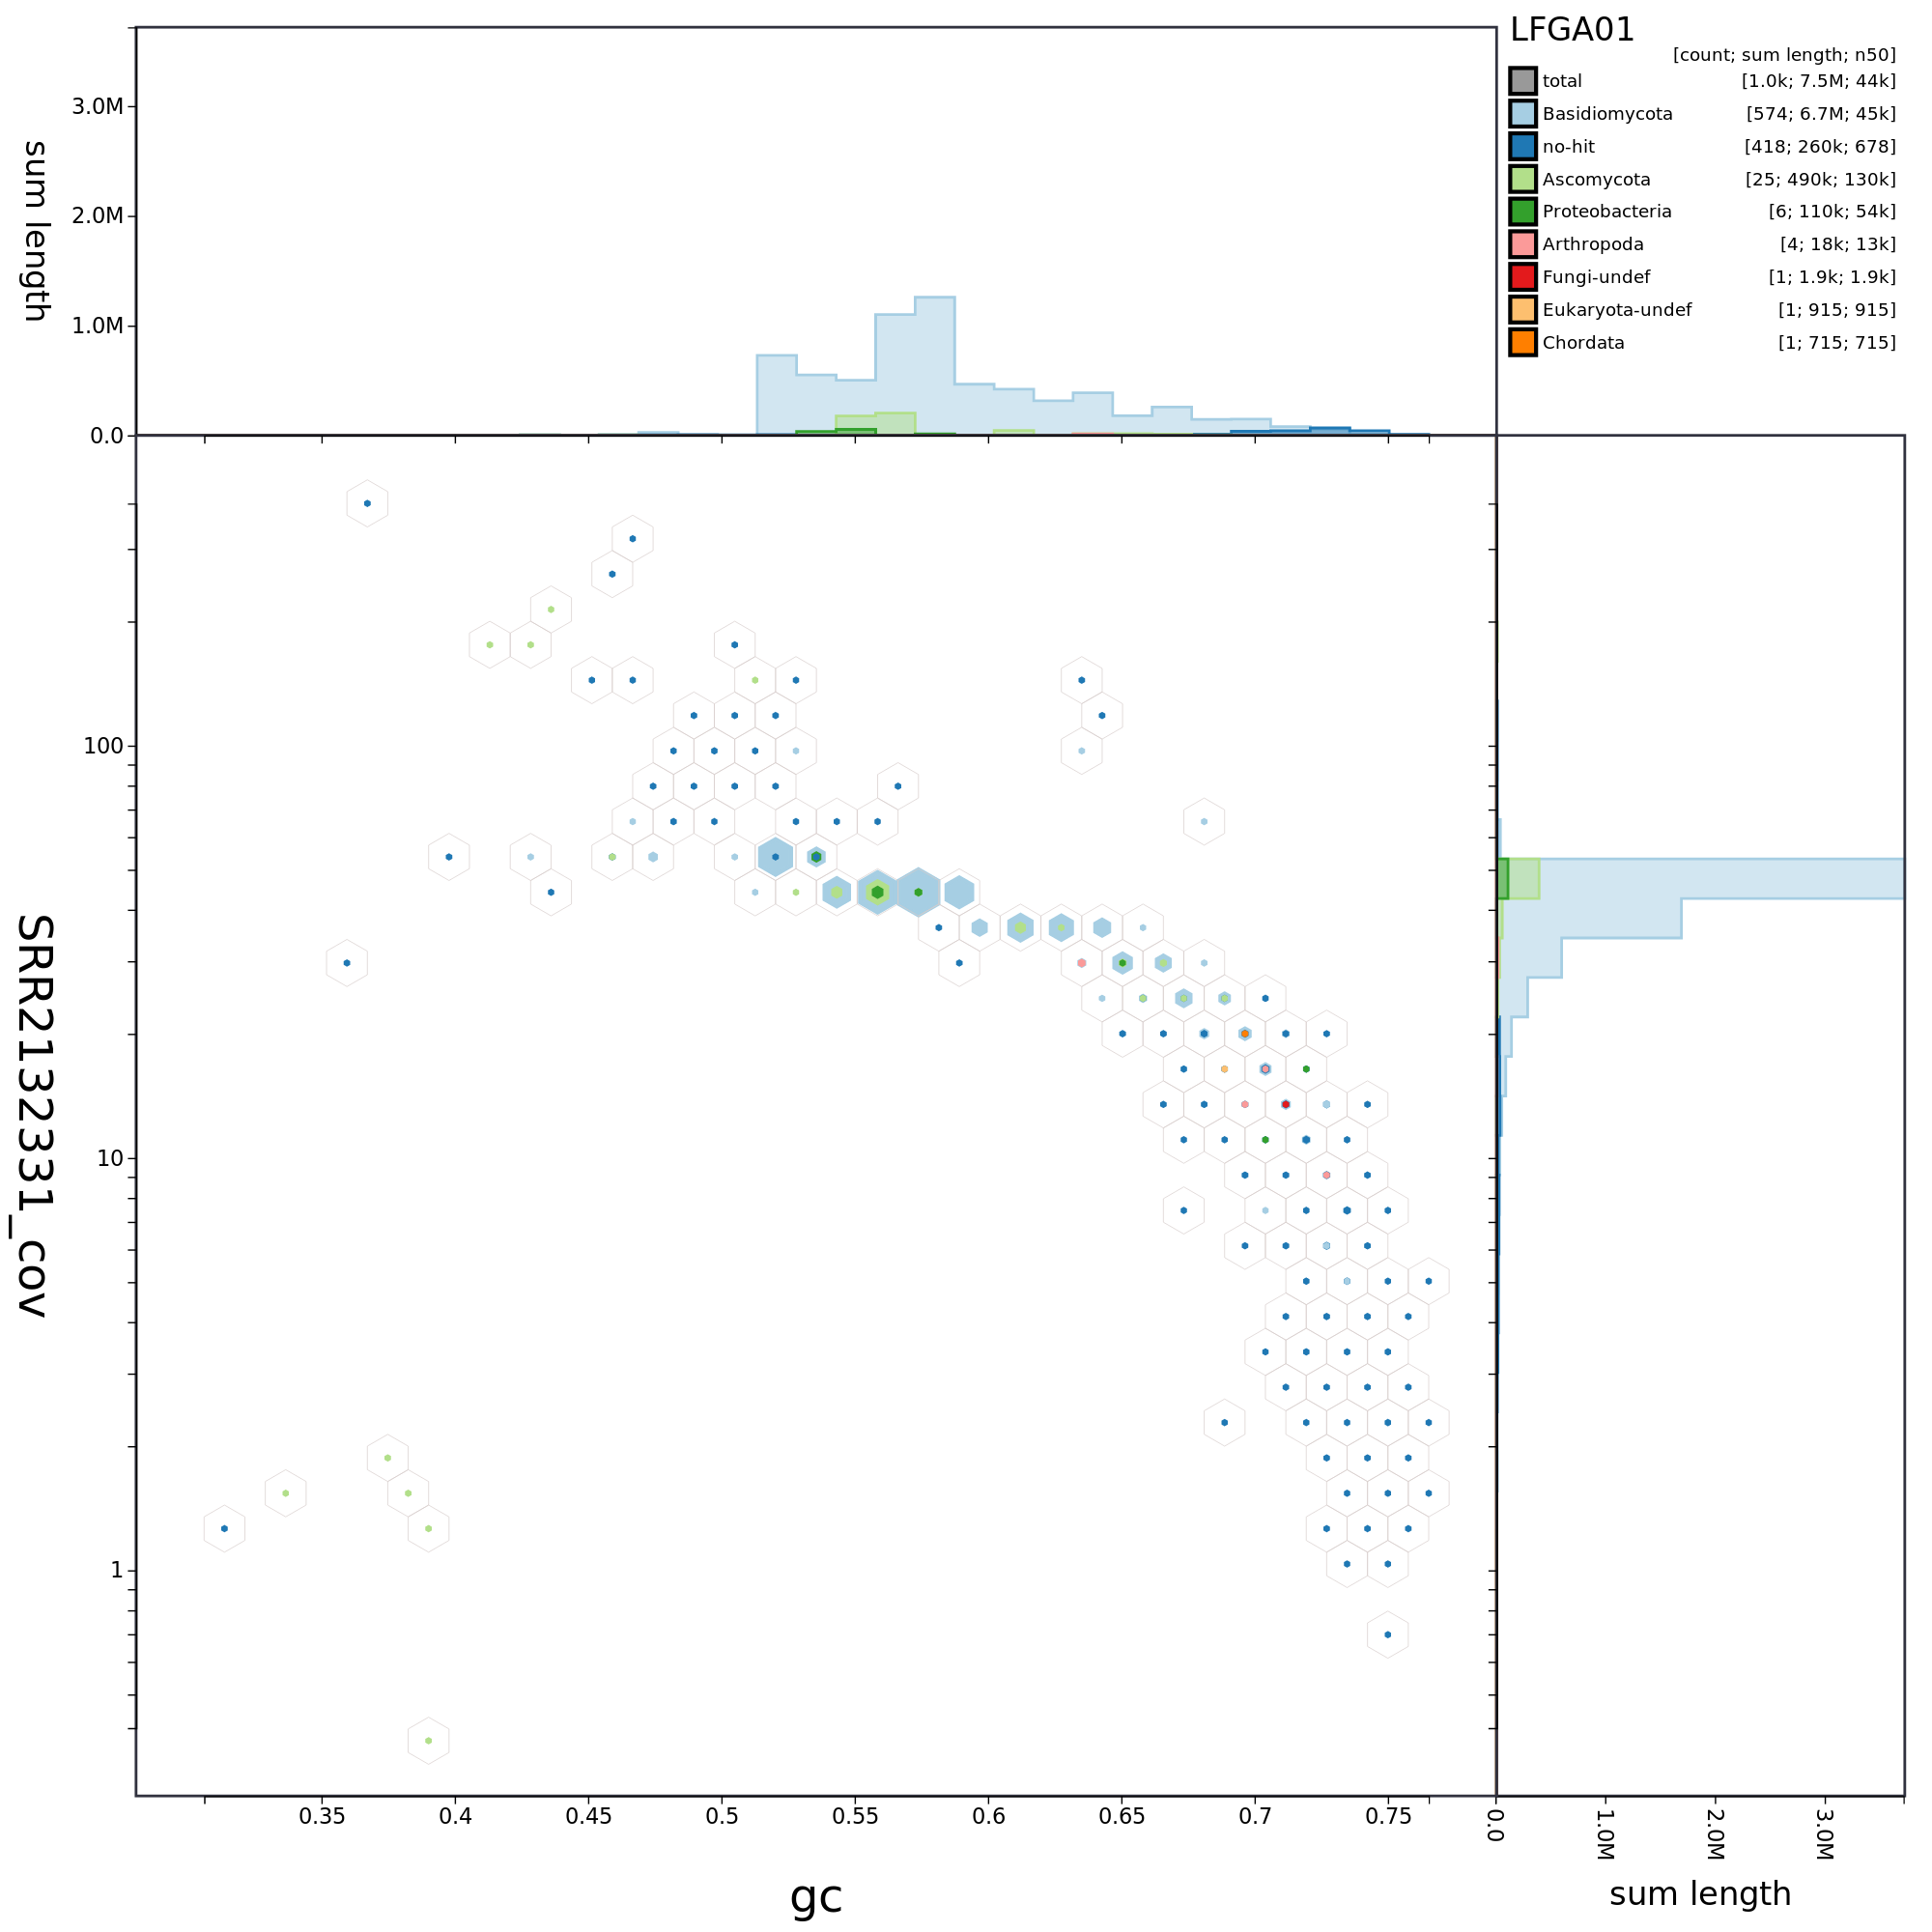 LFGA01
[count; sum length; n50]
total [1.0k; 7.5M; 44k]
Basidiomycota [574; 6.7M; 45k]
no-hit [418; 260k; 678]
Ascomycota [25; 490k; 130k]
Proteobacteria [6; 110k; 54k]
Arthropoda [4; 18k; 13k]
Fungi-undef [1; 1.9k; 1.9k]
Eukaryota-undef [1; 915; 915]
Chordata [1; 715; 715]
sum length
3.0M
2.0M
1.0M
0.0
SRR2132331_cov
100
10
1
0.35 0.4 0.45 0.5 0.55 0.6 0.65 0.7 0.75
gc
0.0 1.0M 2.0M 3.0M
sum length